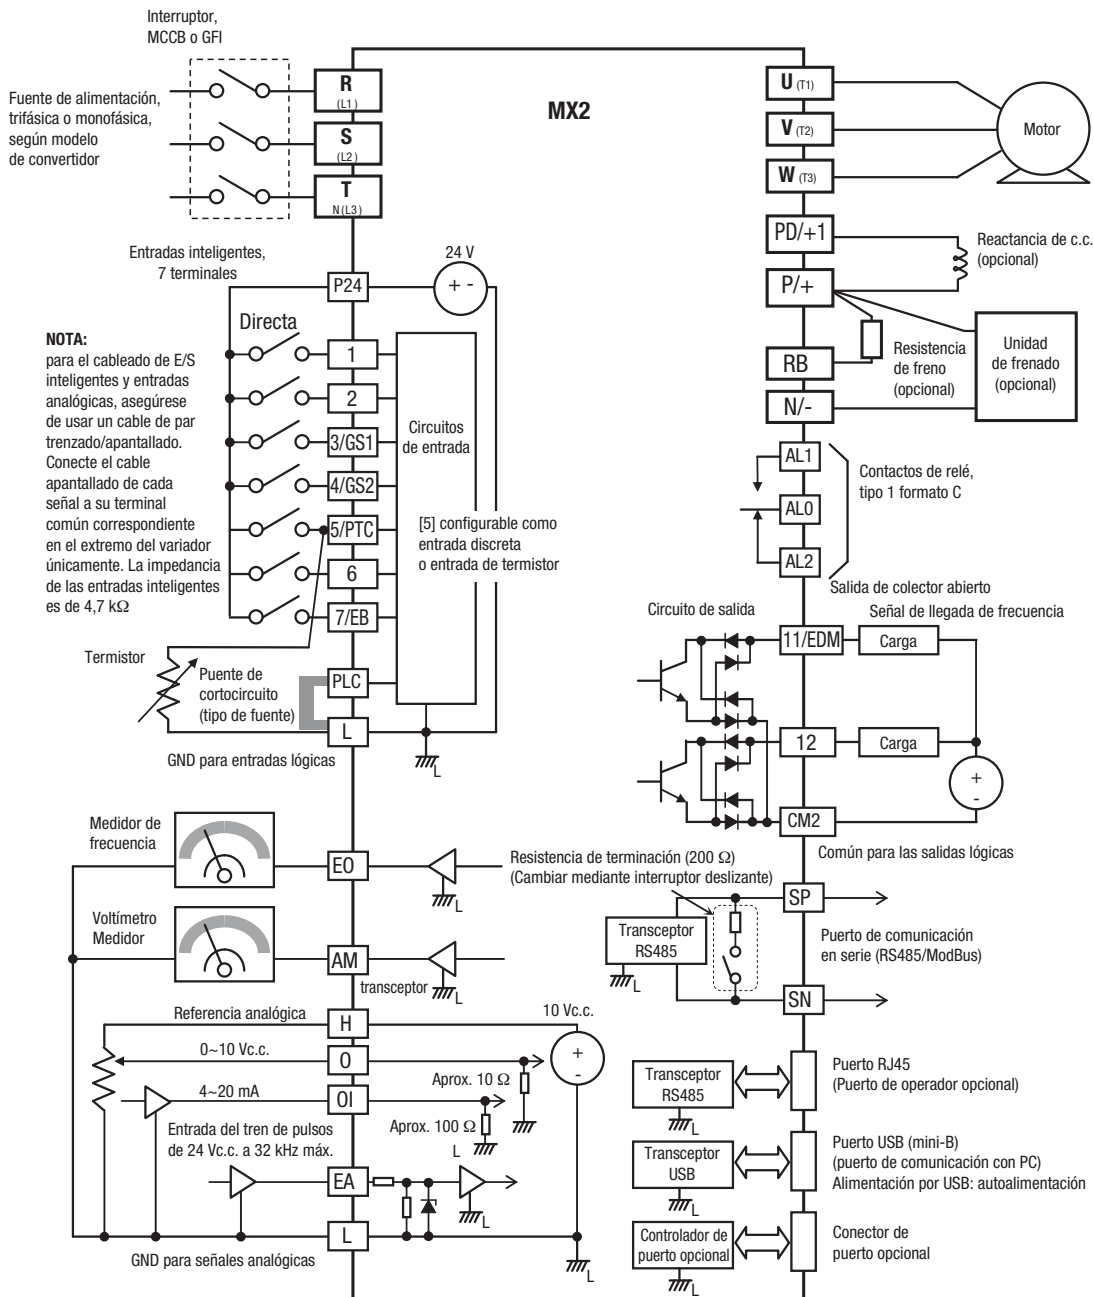 Interruptor,
MCCB o GFI
Fuente de alimentación,
trifásica o monofásica,
según modelo
de convertidor
R
(L1)
S
(L2)
T
N (L3)
MX2
U (T1)
V (T2)
W (T3)
Motor
PD/+1
P/+
Reactancia de c.c.
(opcional)
RB
N/-
Resistencia
de freno
(opcional)
Unidad
de frenado
(opcional)
Entradas inteligentes,
7 terminales
P24
24 V
+ -
Directa
NOTA:
para el cableado de E/S
inteligentes y entradas
analógicas, asegúrese
de usar un cable de par
trenzado/apantallado.
Conecte el cable
apantallado de cada
señal a su terminal
común correspondiente
en el extremo del variador
únicamente. La impedancia
de las entradas inteligentes
es de 4,7 kΩ
1
2
3/GS1
4/GS2
5/PTC
6
7/EB
PLC
L
Circuitos
de entrada
[5] configurable como
entrada discreta
o entrada de termistor
Termistor
Puente de
cortocircuito
(tipo de fuente)
GND para entradas lógicas
L
AL1
AL0
AL2
Contactos de relé,
tipo 1 formato C
Salida de colector abierto
Circuito de salida
Señal de llegada de frecuencia
11/EDM
Carga
12
Carga
+
-
CM2
Común para las salidas lógicas
Medidor de
frecuencia
EO
L
Voltímetro
Medidor
AM
transceptor
L
Resistencia de terminación (200 Ω)
(Cambiar mediante interruptor deslizante)
SP
Transceptor
RS485
L
SN
Puerto de comunicación
en serie (RS485/ModBus)
Referencia analógica
H
10 Vc.c.
+
-
0~10 Vc.c.
O
Aprox. 10 Ω
4~20 mA
OI
Aprox. 100 Ω
L
Entrada del tren de pulsos
de 24 Vc.c. a 32 kHz máx.
EA
L
L
GND para señales analógicas
L
Transceptor
RS485
L
Puerto RJ45
(Puerto de operador opcional)
Transceptor
USB
L
Puerto USB (mini-B)
(puerto de comunicación con PC)
Alimentación por USB: autoalimentación
Controlador de
puerto opcional
L
Conector de
puerto opcional